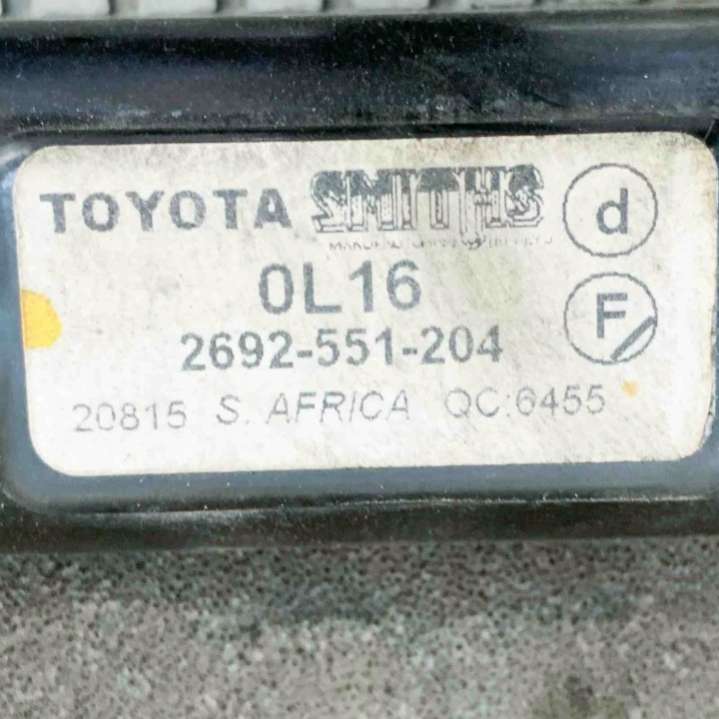 TOYOTA SMITHS d
0L16 F
2692-551-204
20815 S. AFRICA QC:6455